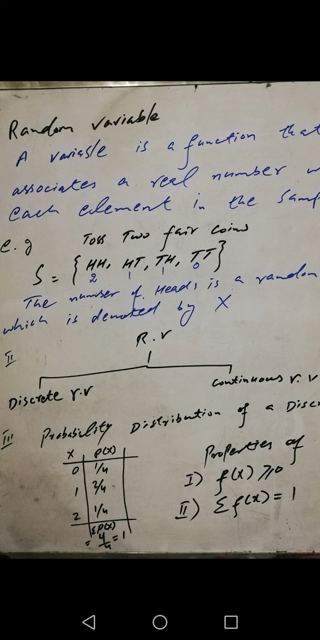 Random variable
A variable is a function that
associates a real number w
each element in the Samp
e.g Toss Two fair coins
S = { HH, HT, TH, TT }
2 1 1 0
The number of Heads is a random
which is denoted by X
II
R.V
Discrete r.v continuous r.v
III Probability Distribution of a Discr
X P(x)
0 1/4
1 2/4
2 1/4
ΣP(x)
= 4/4 = 1
Properties of
I) f(x) ≥ 0
II) Σf(x) = 1